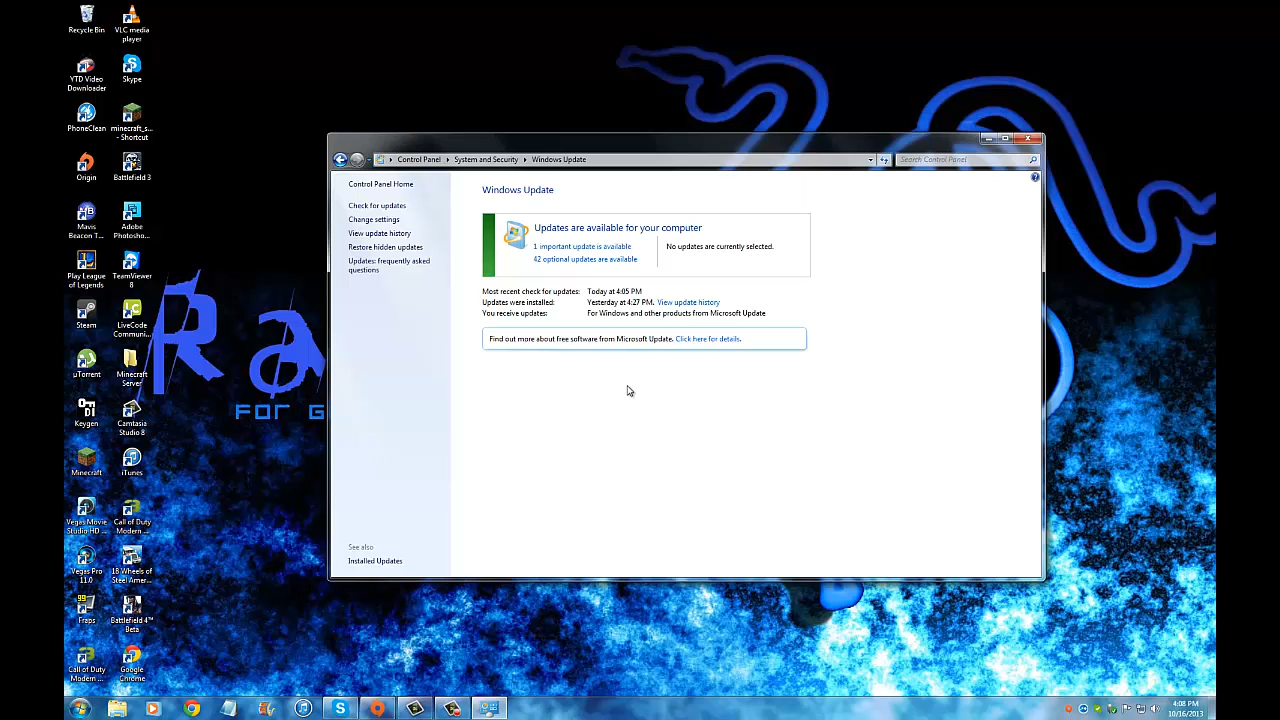 Recycle Bin
VLC media
player
YTD Video
Downloader
Skype
PhoneClean
minecraft_s...
- Shortcut
Origin
Battlefield 3
Mavis
Beacon T...
Adobe
Photosho...
Play League
of Legends
TeamViewer
8
Steam
LiveCode
Communi...
µTorrent
Minecraft
Server
Keygen
Camtasia
Studio 8
Minecraft
iTunes
Vegas Movie
Studio HD ...
Call of Duty
Modern ...
Vegas Pro
11.0
18 Wheels of
Steel Amer...
99
Fraps
Battlefield 4™
Beta
Call of Duty
Modern ...
Google
Chrome
Ra
FOR G
Control Panel
System and Security
Windows Update
Search Control Panel
Control Panel Home
Check for updates
Change settings
View update history
Restore hidden updates
Updates: frequently asked
questions
See also
Installed Updates
Windows Update
Updates are available for your computer
1 important update is available
42 optional updates are available
No updates are currently selected.
Most recent check for updates: Today at 4:05 PM
Updates were installed: Yesterday at 4:27 PM. View update history
You receive updates: For Windows and other products from Microsoft Update
Find out more about free software from Microsoft Update. Click here for details.
4:08 PM
10/16/2013